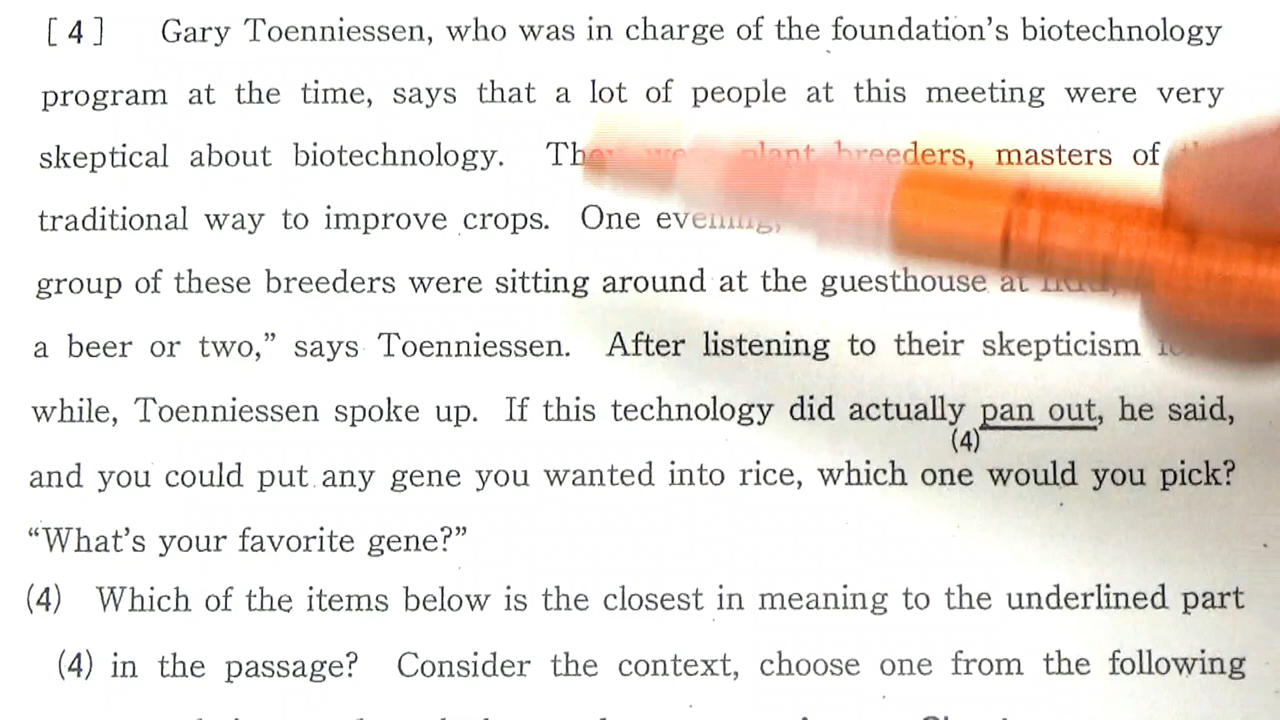 [4] Gary Toenniessen, who was in charge of the foundation's biotechnology
program at the time, says that a lot of people at this meeting were very
skeptical about biotechnology. They were plant breeders, masters of
traditional way to improve crops. One evening,
group of these breeders were sitting around at the guesthouse at
a beer or two,” says Toenniessen. After listening to their skepticism
while, Toenniessen spoke up. If this technology did actually pan out, he said,
(4)
and you could put any gene you wanted into rice, which one would you pick?
“What's your favorite gene?”
(4) Which of the items below is the closest in meaning to the underlined part
(4) in the passage? Consider the context, choose one from the following